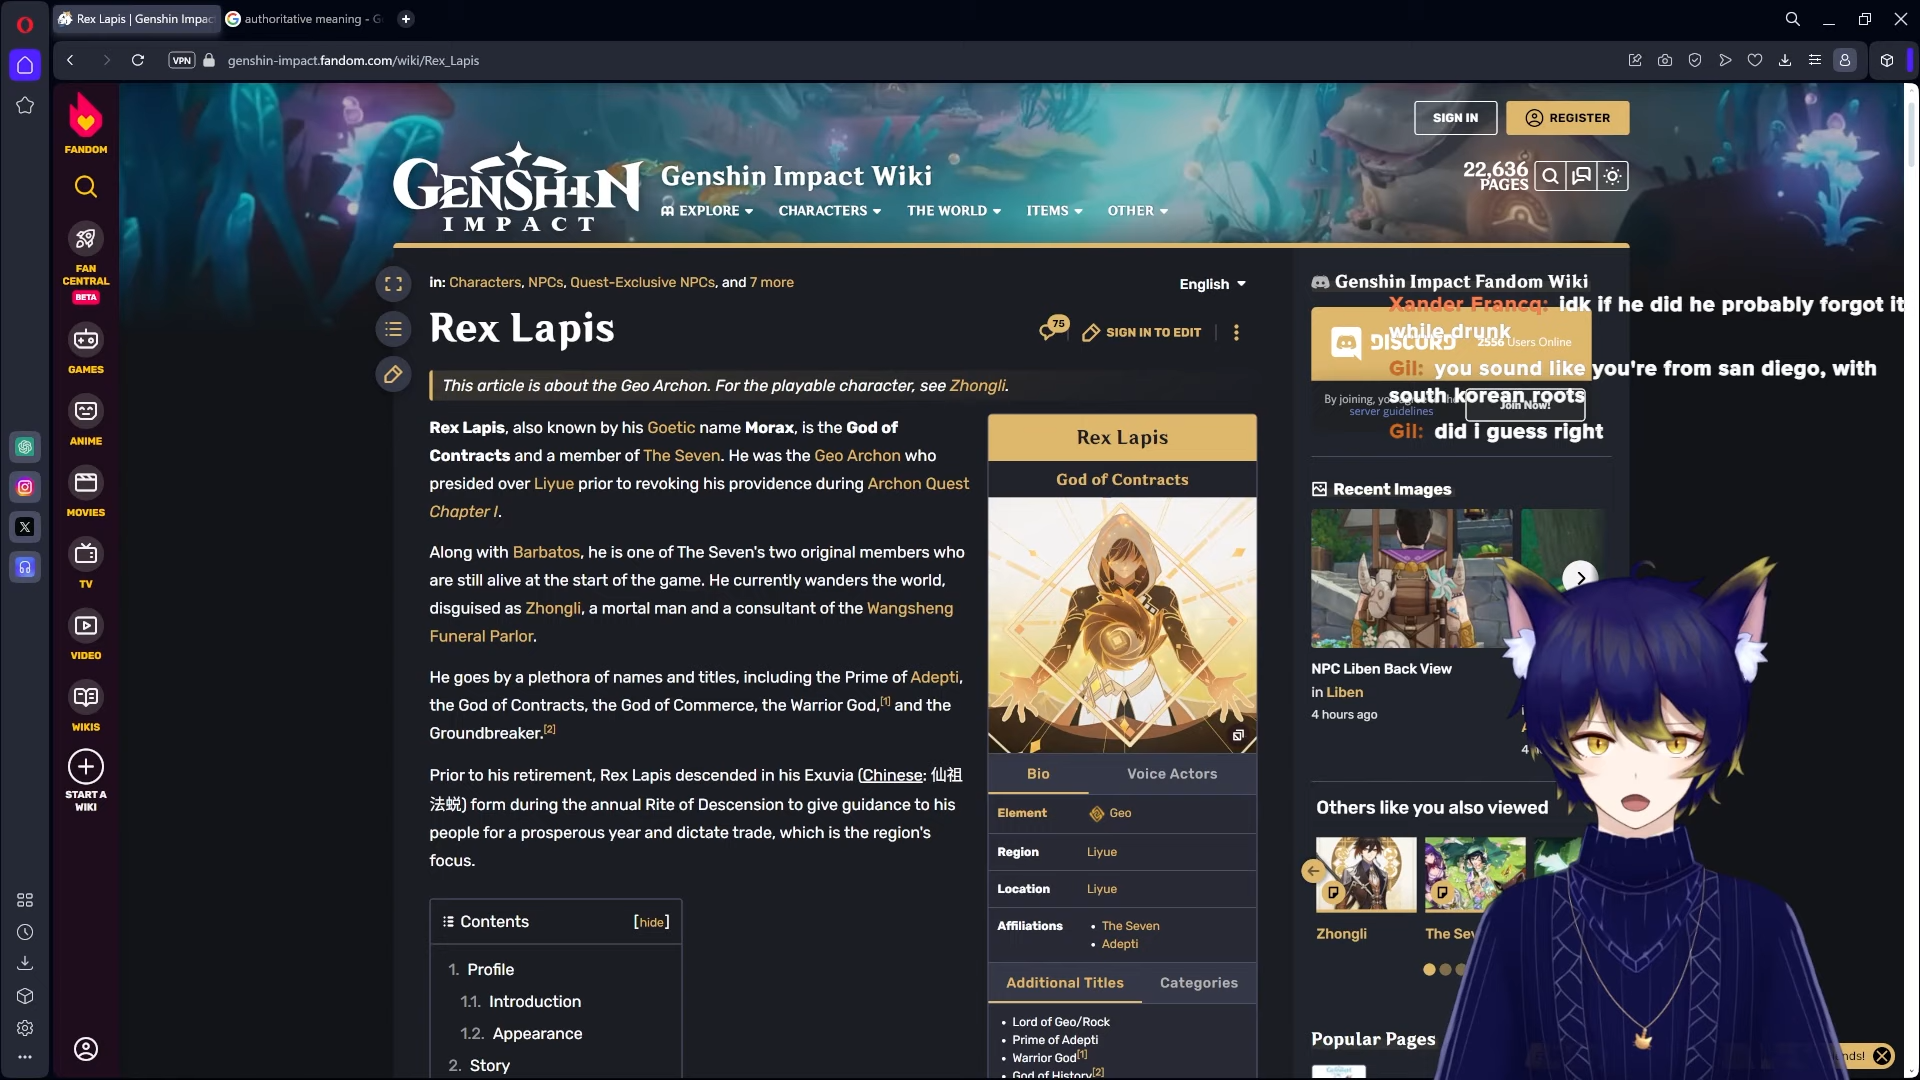 Rex Lapis | Genshin Impac
authoritative meaning - G
VPN
genshin-impact.fandom.com/wiki/Rex_Lapis
FANDOM
FAN
CENTRAL
BETA
GAMES
ANIME
MOVIES
TV
VIDEO
WIKIS
START A
WIKI
SIGN IN
REGISTER
GENSHIN
IMPACT
Genshin Impact Wiki
22,636
PAGES
EXPLORE
CHARACTERS
THE WORLD
ITEMS
OTHER
in: Characters, NPCs, Quest-Exclusive NPCs, and 7 more
English
Rex Lapis
75
SIGN IN TO EDIT
This article is about the Geo Archon. For the playable character, see Zhongli.
Rex Lapis, also known by his Goetic name Morax, is the God of
Contracts and a member of The Seven. He was the Geo Archon who
presided over Liyue prior to revoking his providence during Archon Quest
Chapter I.
Along with Barbatos, he is one of The Seven's two original members who
are still alive at the start of the game. He currently wanders the world,
disguised as Zhongli, a mortal man and a consultant of the Wangsheng
Funeral Parlor.
He goes by a plethora of names and titles, including the Prime of Adepti,
the God of Contracts, the God of Commerce, the Warrior God,[1] and the
Groundbreaker.[2]
Prior to his retirement, Rex Lapis descended in his Exuvia (Chinese: 仙祖
法蜕) form during the annual Rite of Descension to give guidance to his
people for a prosperous year and dictate trade, which is the region's
focus.
Contents [hide]
1. Profile
1.1. Introduction
1.2. Appearance
2. Story
Rex Lapis
God of Contracts
Bio
Voice Actors
Element
Geo
Region
Liyue
Location
Liyue
Affiliations
• The Seven
• Adepti
Additional Titles
Categories
• Lord of Geo/Rock
• Prime of Adepti
• Warrior God[1]
• God of History[2]
Genshin Impact Fandom Wiki
Xander Francq: idk if he did he probably forgot it
while drunk
DISCORD
2556 Users Online
Gil: you sound like you're from san diego, with
south korean roots
By joining, you
server guidelines
Join Now!
Gil: did i guess right
Recent Images
NPC Liben Back View
in Liben
4 hours ago
Others like you also viewed
Zhongli
The Sev
Popular Pages
nds!